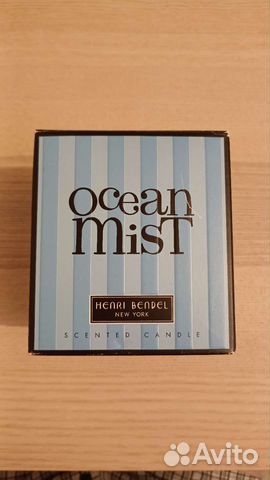 ocean
mist
HENRI BENDEL
NEW YORK
SCENTED CANDLE
Avito